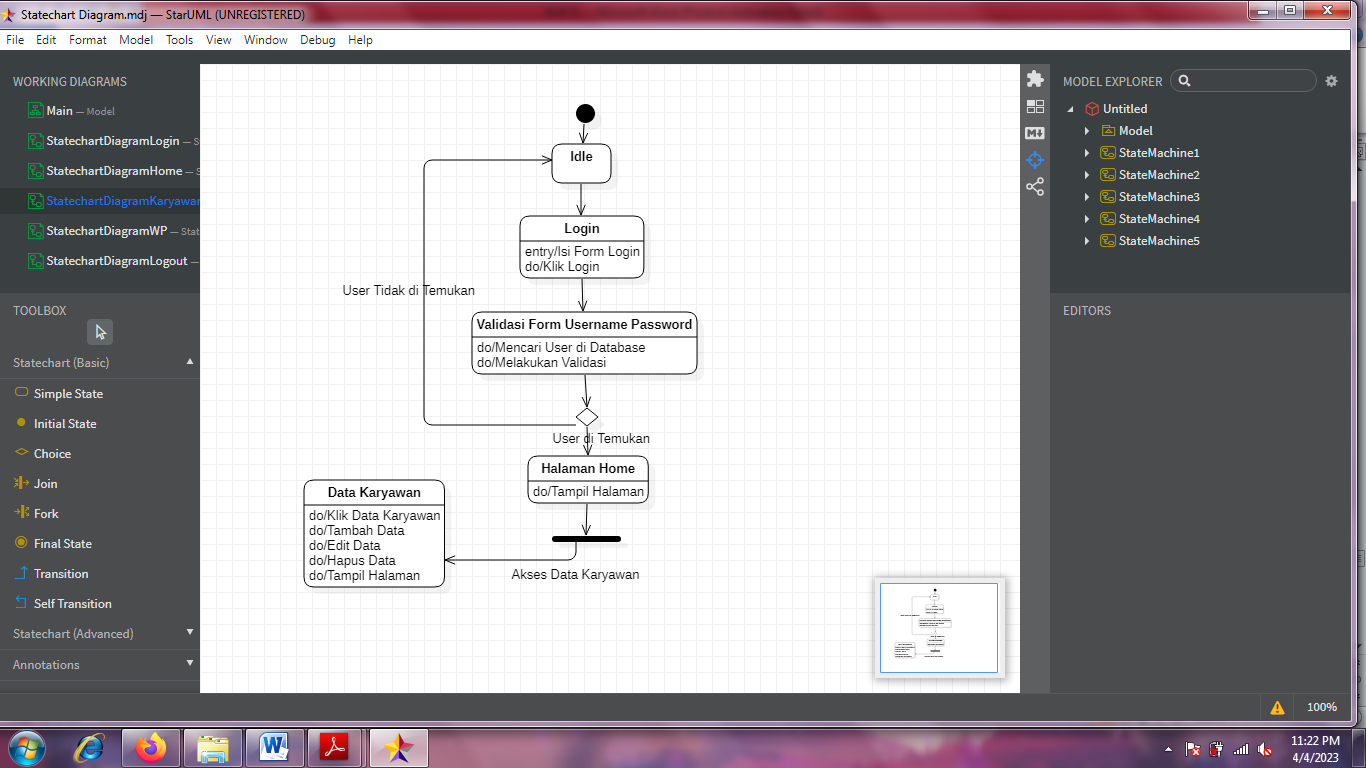 Statechart Diagram.mdj — StarUML (UNREGISTERED)
File Edit Format Model Tools View Window Debug Help
WORKING DIAGRAMS
Main — Model
StatechartDiagramLogin — S
StatechartDiagramHome — S
StatechartDiagramKaryawan
StatechartDiagramWP — Stat
StatechartDiagramLogout —
TOOLBOX
Statechart (Basic)
Simple State
Initial State
Choice
Join
Fork
Final State
Transition
Self Transition
Statechart (Advanced)
Annotations
Idle
Login
entry/Isi Form Login
do/Klik Login
User Tidak di Temukan
Validasi Form Username Password
do/Mencari User di Database
do/Melakukan Validasi
User di Temukan
Halaman Home
do/Tampil Halaman
Data Karyawan
do/Klik Data Karyawan
do/Tambah Data
do/Edit Data
do/Hapus Data
do/Tampil Halaman
Akses Data Karyawan
M
MODEL EXPLORER
Untitled
Model
StateMachine1
StateMachine2
StateMachine3
StateMachine4
StateMachine5
EDITORS
100%
11:22 PM
4/4/2023